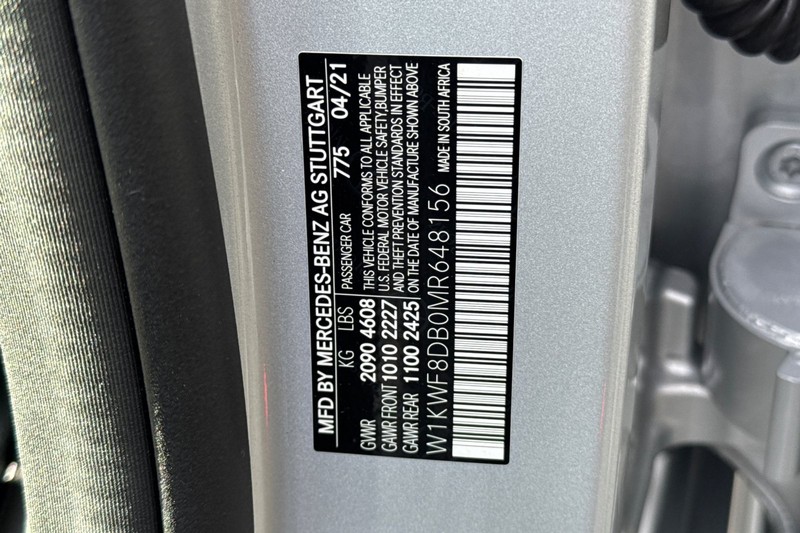 MFD BY MERCEDES-BENZ AG STUTTGART
KG LBS PASSENGER CAR 775 04/21
GVWR 2090 4608 THIS VEHICLE CONFORMS TO ALL APPLICABLE
U.S. FEDERAL MOTOR VEHICLE SAFETY, BUMPER
GAWR FRONT 1010 2227 AND THEFT PREVENTION STANDARDS IN EFFECT
GAWR REAR 1100 2425 ON THE DATE OF MANUFACTURE SHOWN ABOVE
W1KWF8DB0MR648156 MADE IN SOUTH AFRICA